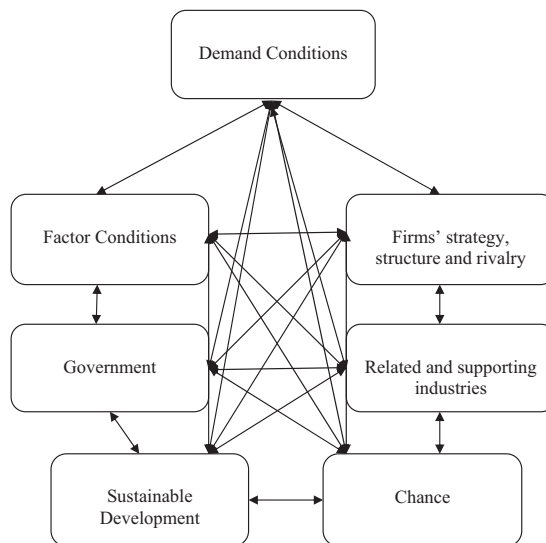 Demand Conditions
Factor Conditions
Firms’ strategy,
structure and rivalry
Government
Related and supporting
industries
Sustainable
Development
Chance